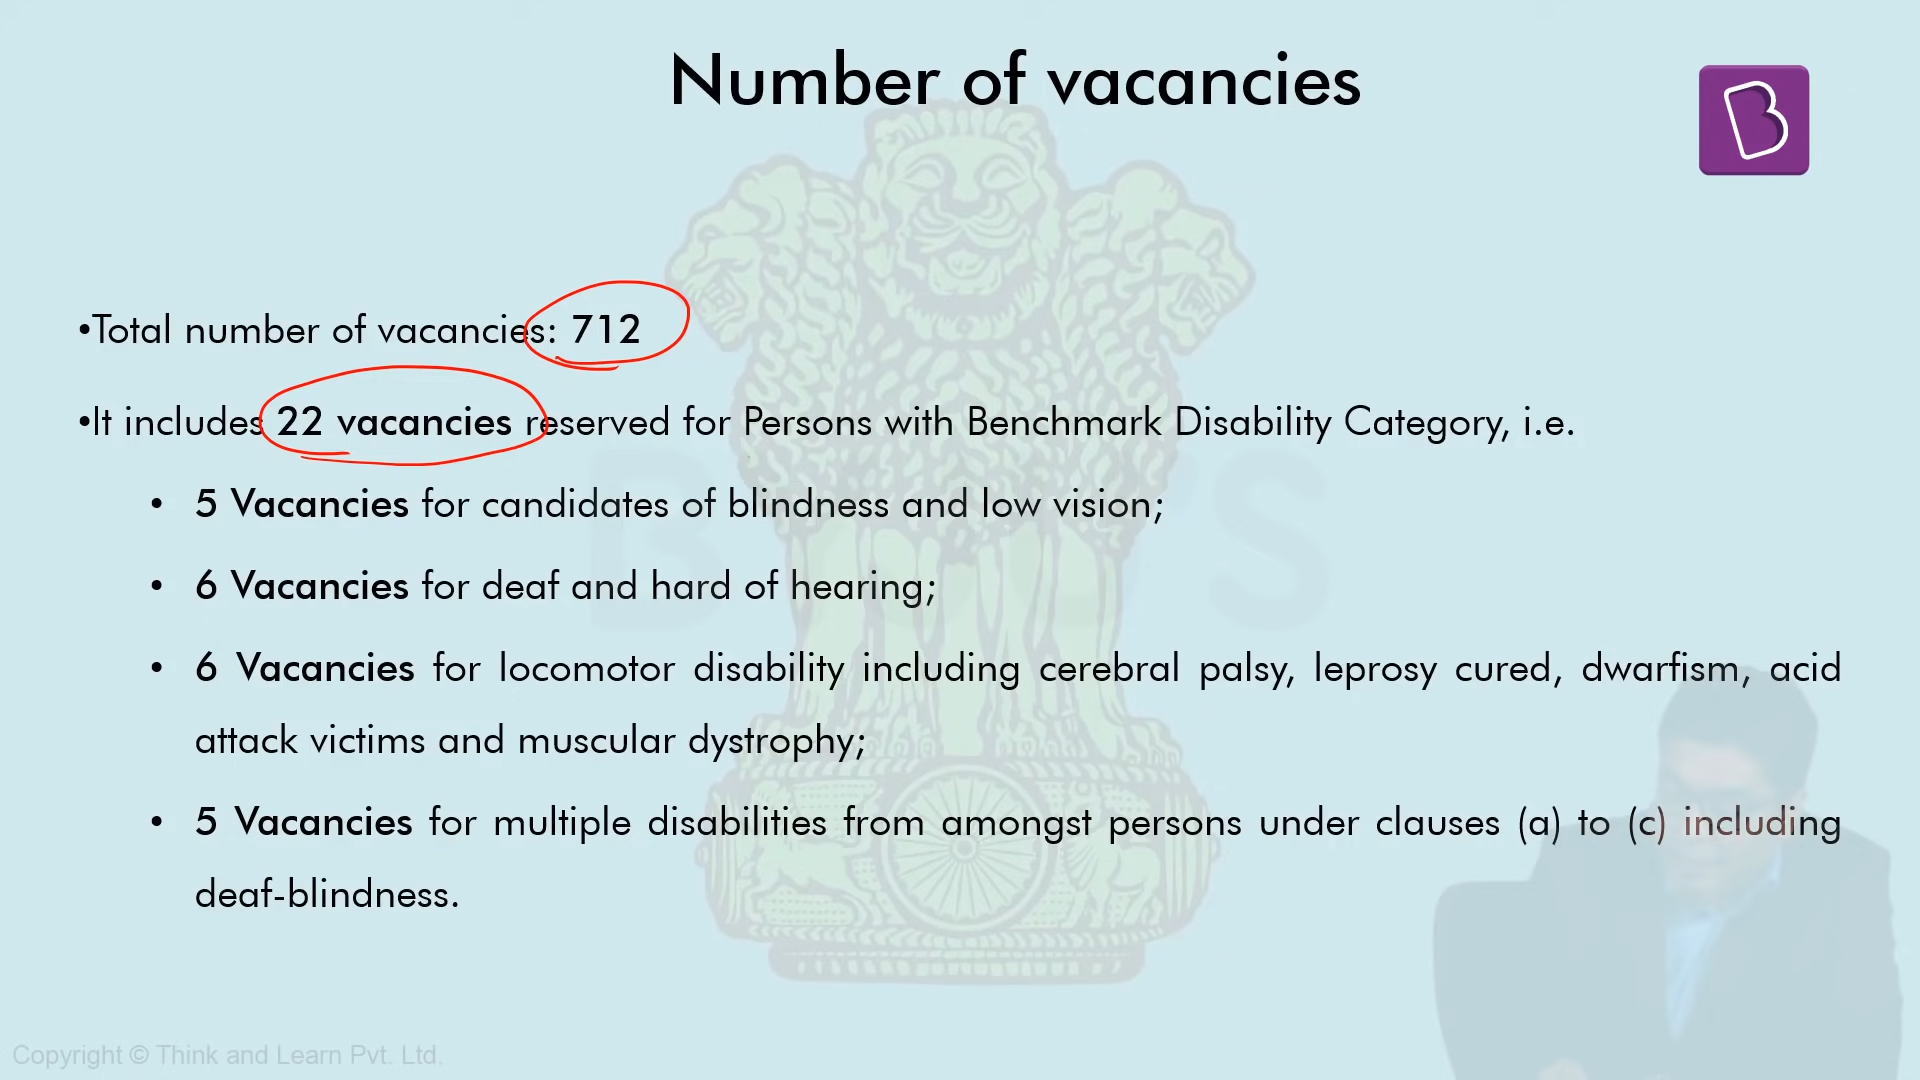 Number of vacancies
•Total number of vacancies: 712
•It includes 22 vacancies reserved for Persons with Benchmark Disability Category, i.e.
• 5 Vacancies for candidates of blindness and low vision;
• 6 Vacancies for deaf and hard of hearing;
• 6 Vacancies for locomotor disability including cerebral palsy, leprosy cured, dwarfism, acid
attack victims and muscular dystrophy;
• 5 Vacancies for multiple disabilities from amongst persons under clauses (a) to (c) including
deaf-blindness.
Copyright © Think and Learn Pvt. Ltd.